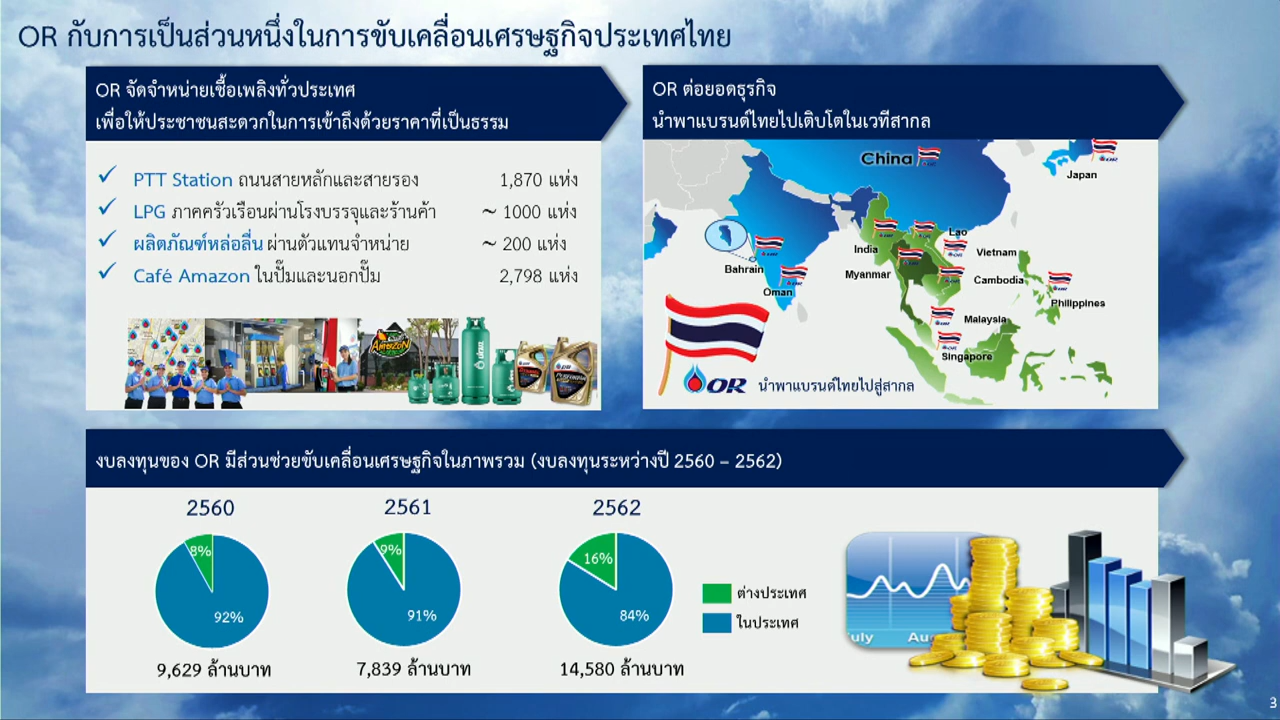 OR กับการเป็นส่วนหนึ่งในการขับเคลื่อนเศรษฐกิจประเทศไทย
OR จัดจำหน่ายเชื้อเพลิงทั่วประเทศ
เพื่อให้ประชาชนสะดวกในการเข้าถึงด้วยราคาที่เป็นธรรม
✓ PTT Station ถนนสายหลักและสายรอง 1,870 แห่ง
✓ LPG ภาคครัวเรือนผ่านโรงบรรจุและร้านค้า ~ 1000 แห่ง
✓ ผลิตภัณฑ์หล่อลื่น ผ่านตัวแทนจำหน่าย ~ 200 แห่ง
✓ Café Amazon ในปั๊มและนอกปั๊ม 2,798 แห่ง
AmazoN
OR ต่อยอดธุรกิจ
นำพาแบรนด์ไทยไปเติบโตในเวทีสากล
China
Japan
Lao
India
Vietnam
Bahrain
Myanmar
Cambodia
Oman
Philippines
Malaysia
Singapore
OR นำพาแบรนด์ไทยไปสู่สากล
งบลงทุนของ OR มีส่วนช่วยขับเคลื่อนเศรษฐกิจในภาพรวม (งบลงทุนระหว่างปี 2560 – 2562)
2560 2561 2562
8% 9% 16%
92% 91% 84%
ต่างประเทศ
ในประเทศ
9,629 ล้านบาท 7,839 ล้านบาท 14,580 ล้านบาท
uly Au
3